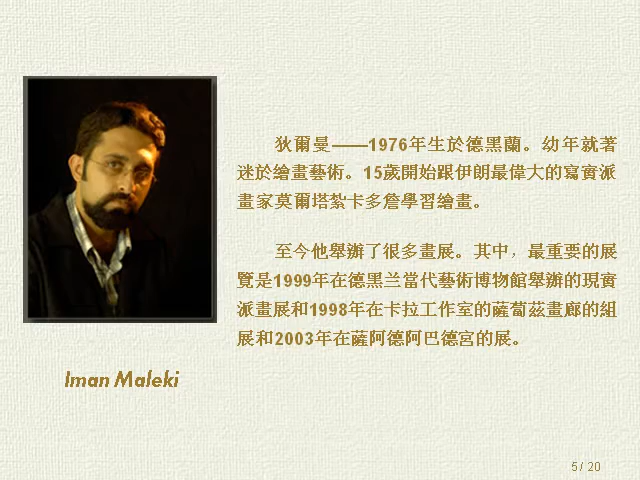 狄爾曼——1976年生於德黑蘭。幼年就著
迷於繪畫藝術。15歲開始跟伊朗最偉大的寫實派
畫家莫爾塔紮卡多詹學習繪畫。
至今他舉辦了很多畫展。其中，最重要的展
覽是1999年在德黑兰當代藝術博物館舉辦的現實
派畫展和1998年在卡拉工作室的薩蔔茲畫廊的組
展和2003年在薩阿德阿巴德宮的展。
Iman Maleki
5 / 20